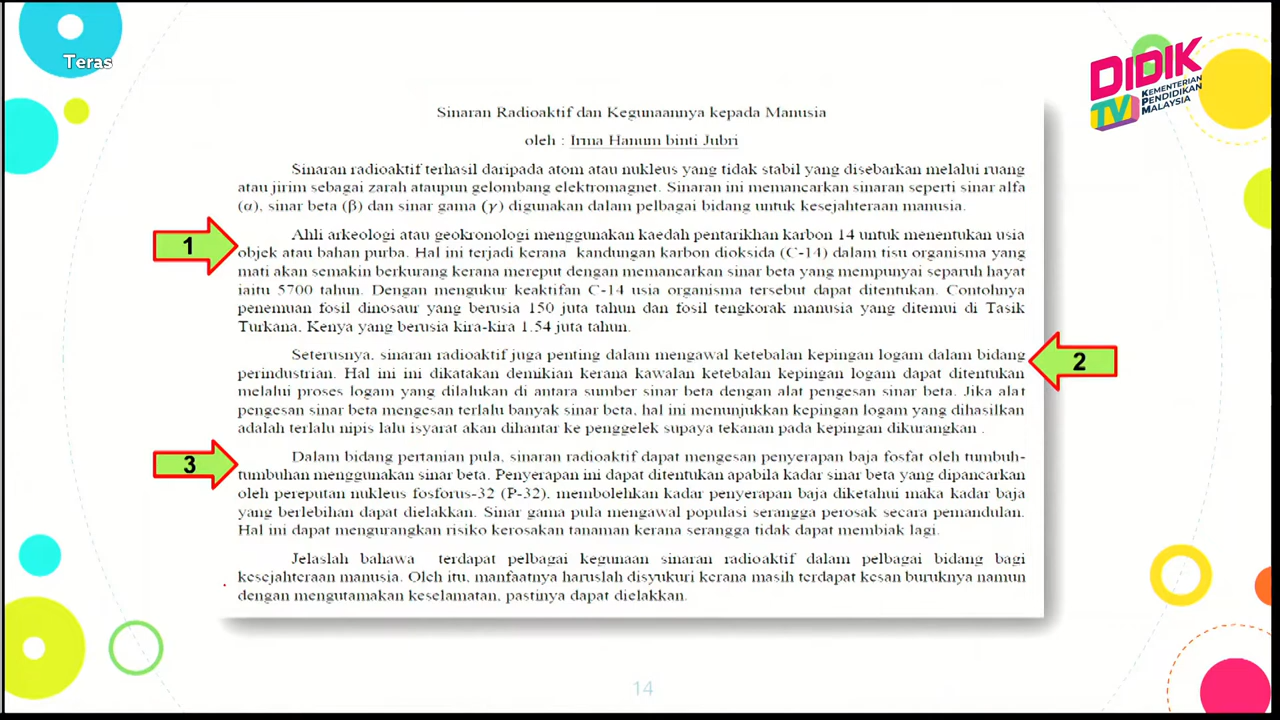 Teras
DIDIK
TV
KEMENTERIAN
PENDIDIKAN
MALAYSIA
Sinaran Radioaktif dan Kegunaannya kepada Manusia
oleh : Irma Hanum binti Jubri
Sinaran radioaktif terhasil daripada atom atau nukleus yang tidak stabil yang disebarkan melalui ruang
atau jirim sebagai zarah ataupun gelombang elektromagnet. Sinaran ini memancarkan sinaran seperti sinar alfa
(α), sinar beta (β) dan sinar gama (γ) digunakan dalam pelbagai bidang untuk kesejahteraan manusia.
1
Ahli arkeologi atau geokronologi menggunakan kaedah pentarikhan karbon 14 untuk menentukan usia
objek atau bahan purba. Hal ini terjadi kerana kandungan karbon dioksida (C-14) dalam tisu organisma yang
mati akan semakin berkurang kerana mereput dengan memancarkan sinar beta yang mempunyai separuh hayat
iaitu 5700 tahun. Dengan mengukur keaktifan C-14 usia organisma tersebut dapat ditentukan. Contohnya
penemuan fosil dinosaur yang berusia 150 juta tahun dan fosil tengkorak manusia yang ditemui di Tasik
Turkana, Kenya yang berusia kira-kira 1.54 juta tahun.
2
Seterusnya, sinaran radioaktif juga penting dalam mengawal ketebalan kepingan logam dalam bidang
perindustrian. Hal ini ini dikatakan demikian kerana kawalan ketebalan kepingan logam dapat ditentukan
melalui proses logam yang dilalukan di antara sumber sinar beta dengan alat pengesan sinar beta. Jika alat
pengesan sinar beta mengesan terlalu banyak sinar beta, hal ini menunjukkan kepingan logam yang dihasilkan
adalah terlalu nipis lalu isyarat akan dihantar ke penggelek supaya tekanan pada kepingan dikurangkan .
3
Dalam bidang pertanian pula, sinaran radioaktif dapat mengesan penyerapan baja fosfat oleh tumbuh-
tumbuhan menggunakan sinar beta. Penyerapan ini dapat ditentukan apabila kadar sinar beta yang dipancarkan
oleh pereputan nukleus fosforus-32 (P-32), membolehkan kadar penyerapan baja diketahui maka kadar baja
yang berlebihan dapat dielakkan. Sinar gama pula mengawal populasi serangga perosak secara pemandulan.
Hal ini dapat mengurangkan risiko kerosakan tanaman kerana serangga tidak dapat membiak lagi.
Jelaslah bahawa terdapat pelbagai kegunaan sinaran radioaktif dalam pelbagai bidang bagi
kesejahteraan manusia. Oleh itu, manfaatnya haruslah disyukuri kerana masih terdapat kesan buruknya namun
dengan mengutamakan keselamatan, pastinya dapat dielakkan.
14